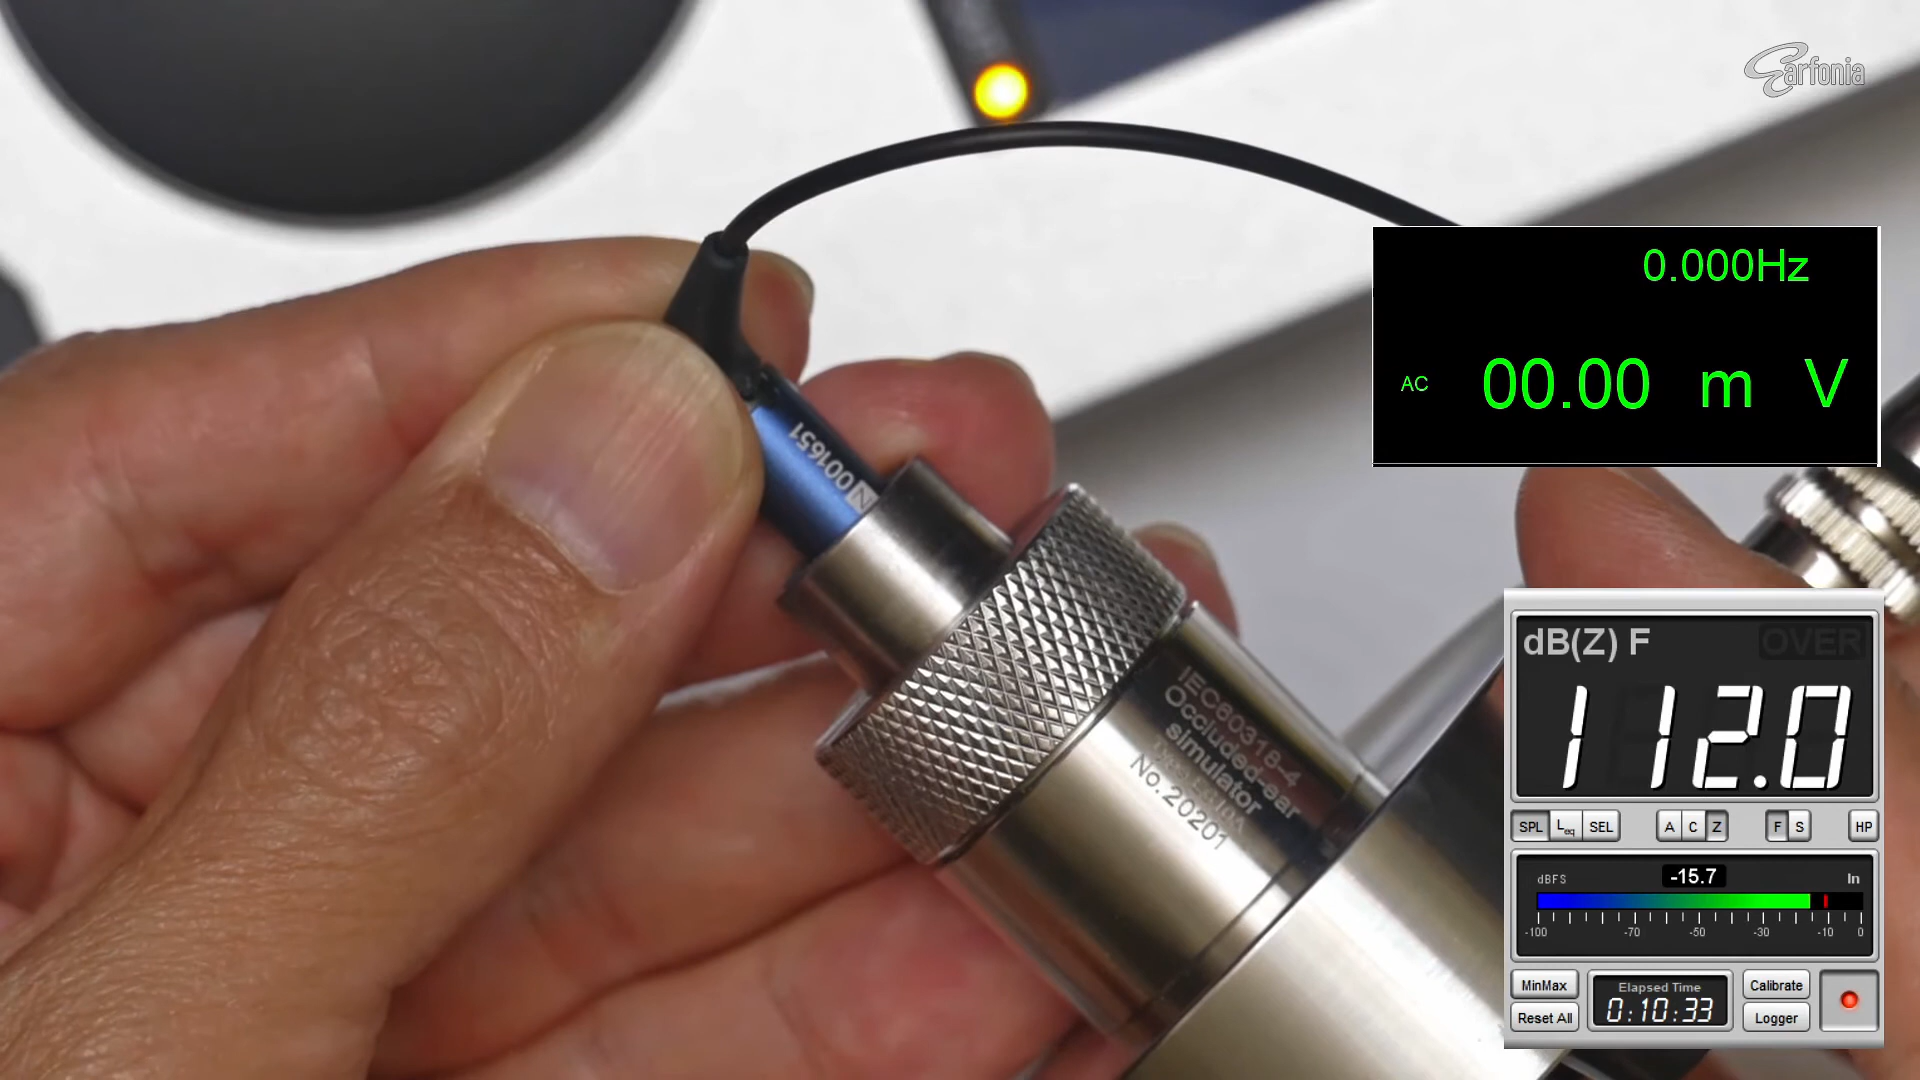 Earfonia
0.000Hz
AC 00.00 m V
N 001651
IEC60318-4
Occluded-ear
simulator
No.20201
dB(Z) F OVER
112.0
SPL Leq SEL A C Z F S HP
dBFS -15.7 In
-100 -70 -50 -30 -10 0
MinMax Elapsed Time Calibrate
Reset All 0:10:33 Logger